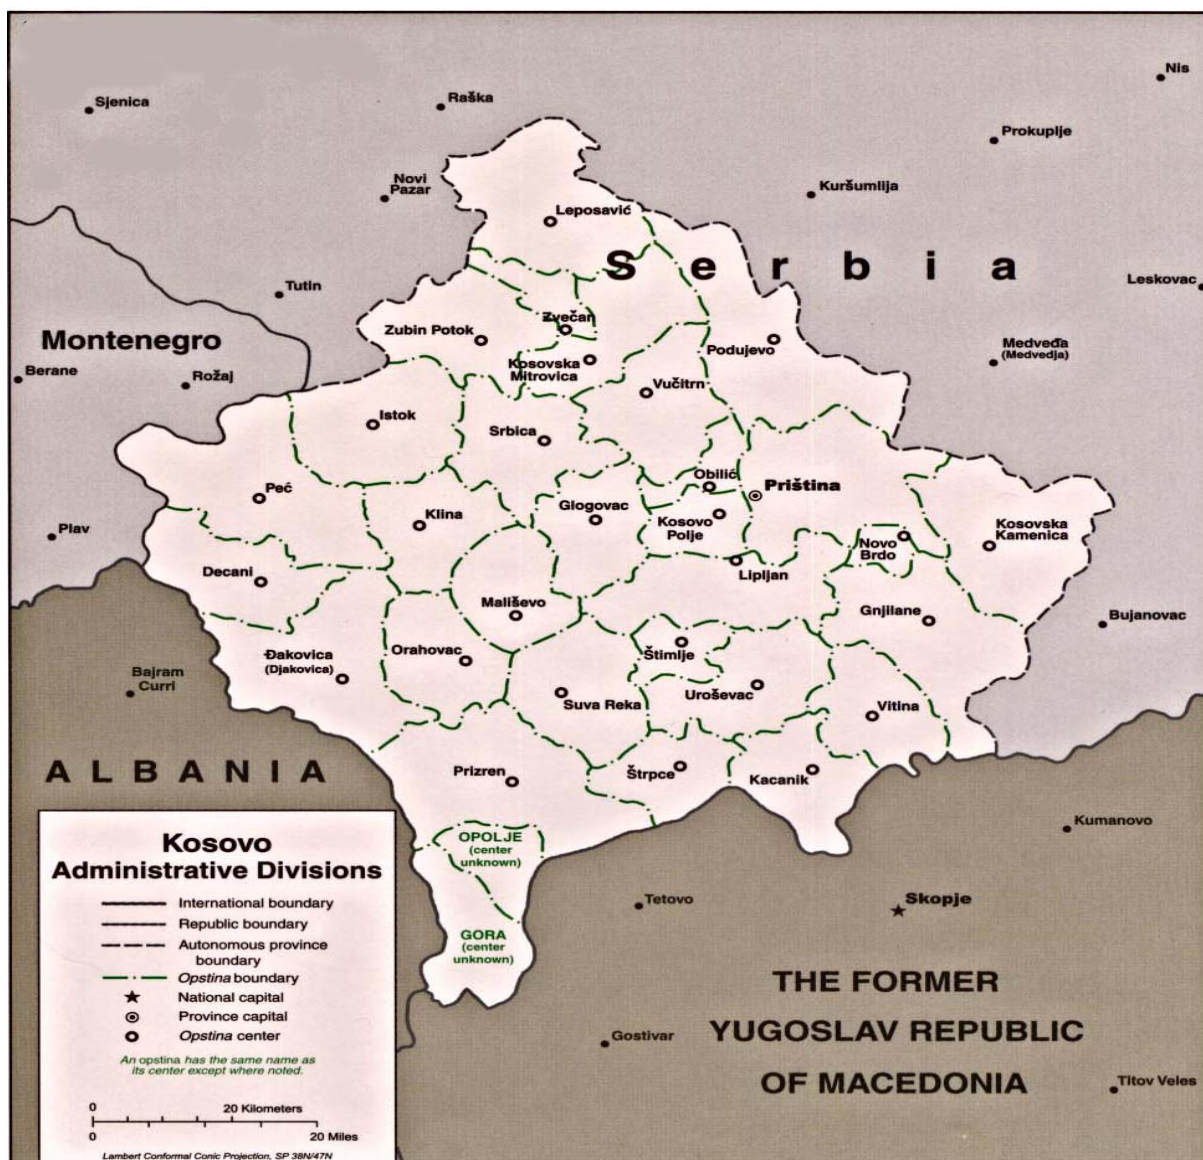 Nis
Sjenica
Raška
Prokuplje
Novi
Pazar
Kuršumlija
Leposavić
Serbia
Leskovac
Tutin
Zvečan
Zubin Potok
Montenegro
Podujevo
Medveđa
(Medvedja)
Kosovska
Mitrovica
Berane
Rožaj
Vučitrn
Istok
Srbica
Obilić
Priština
Peć
Klina
Glogovac
Kosovo
Polje
Kosovska
Kamenica
Plav
Novo
Brdo
Decani
Lipljan
Mališevo
Gnjilane
Bujanovac
Đakovica
(Djakovica)
Orahovac
Štimlje
Bajram
Curri
Suva Reka
Uroševac
Vitina
ALBANIA
Prizren
Štrpce
Kacanik
Kumanovo
OPOLJE
(center
unknown)
Tetovo
Skopje
GORA
(center
unknown)
THE FORMER
YUGOSLAV REPUBLIC
OF MACEDONIA
Gostivar
Titov Veles
Kosovo
Administrative Divisions
International boundary
Republic boundary
Autonomous province
boundary
Opstina boundary
National capital
Province capital
Opstina center
An opstina has the same name as
its center except where noted.
0 20 Kilometers
0 20 Miles
Lambert Conformal Conic Projection, SP 38N/47N